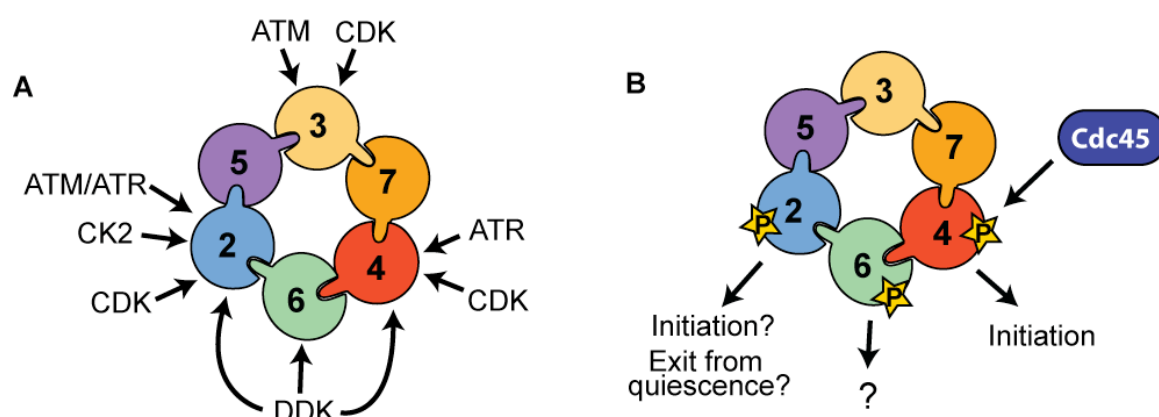 A
ATM CDK
3
5
7
ATM/ATR
CK2
2
ATR
4
CDK
CDK
6
DDK
B
3
5
7
Cdc45
P
2
4
P
6
P
Initiation?
Exit from
quiescence?
?
Initiation